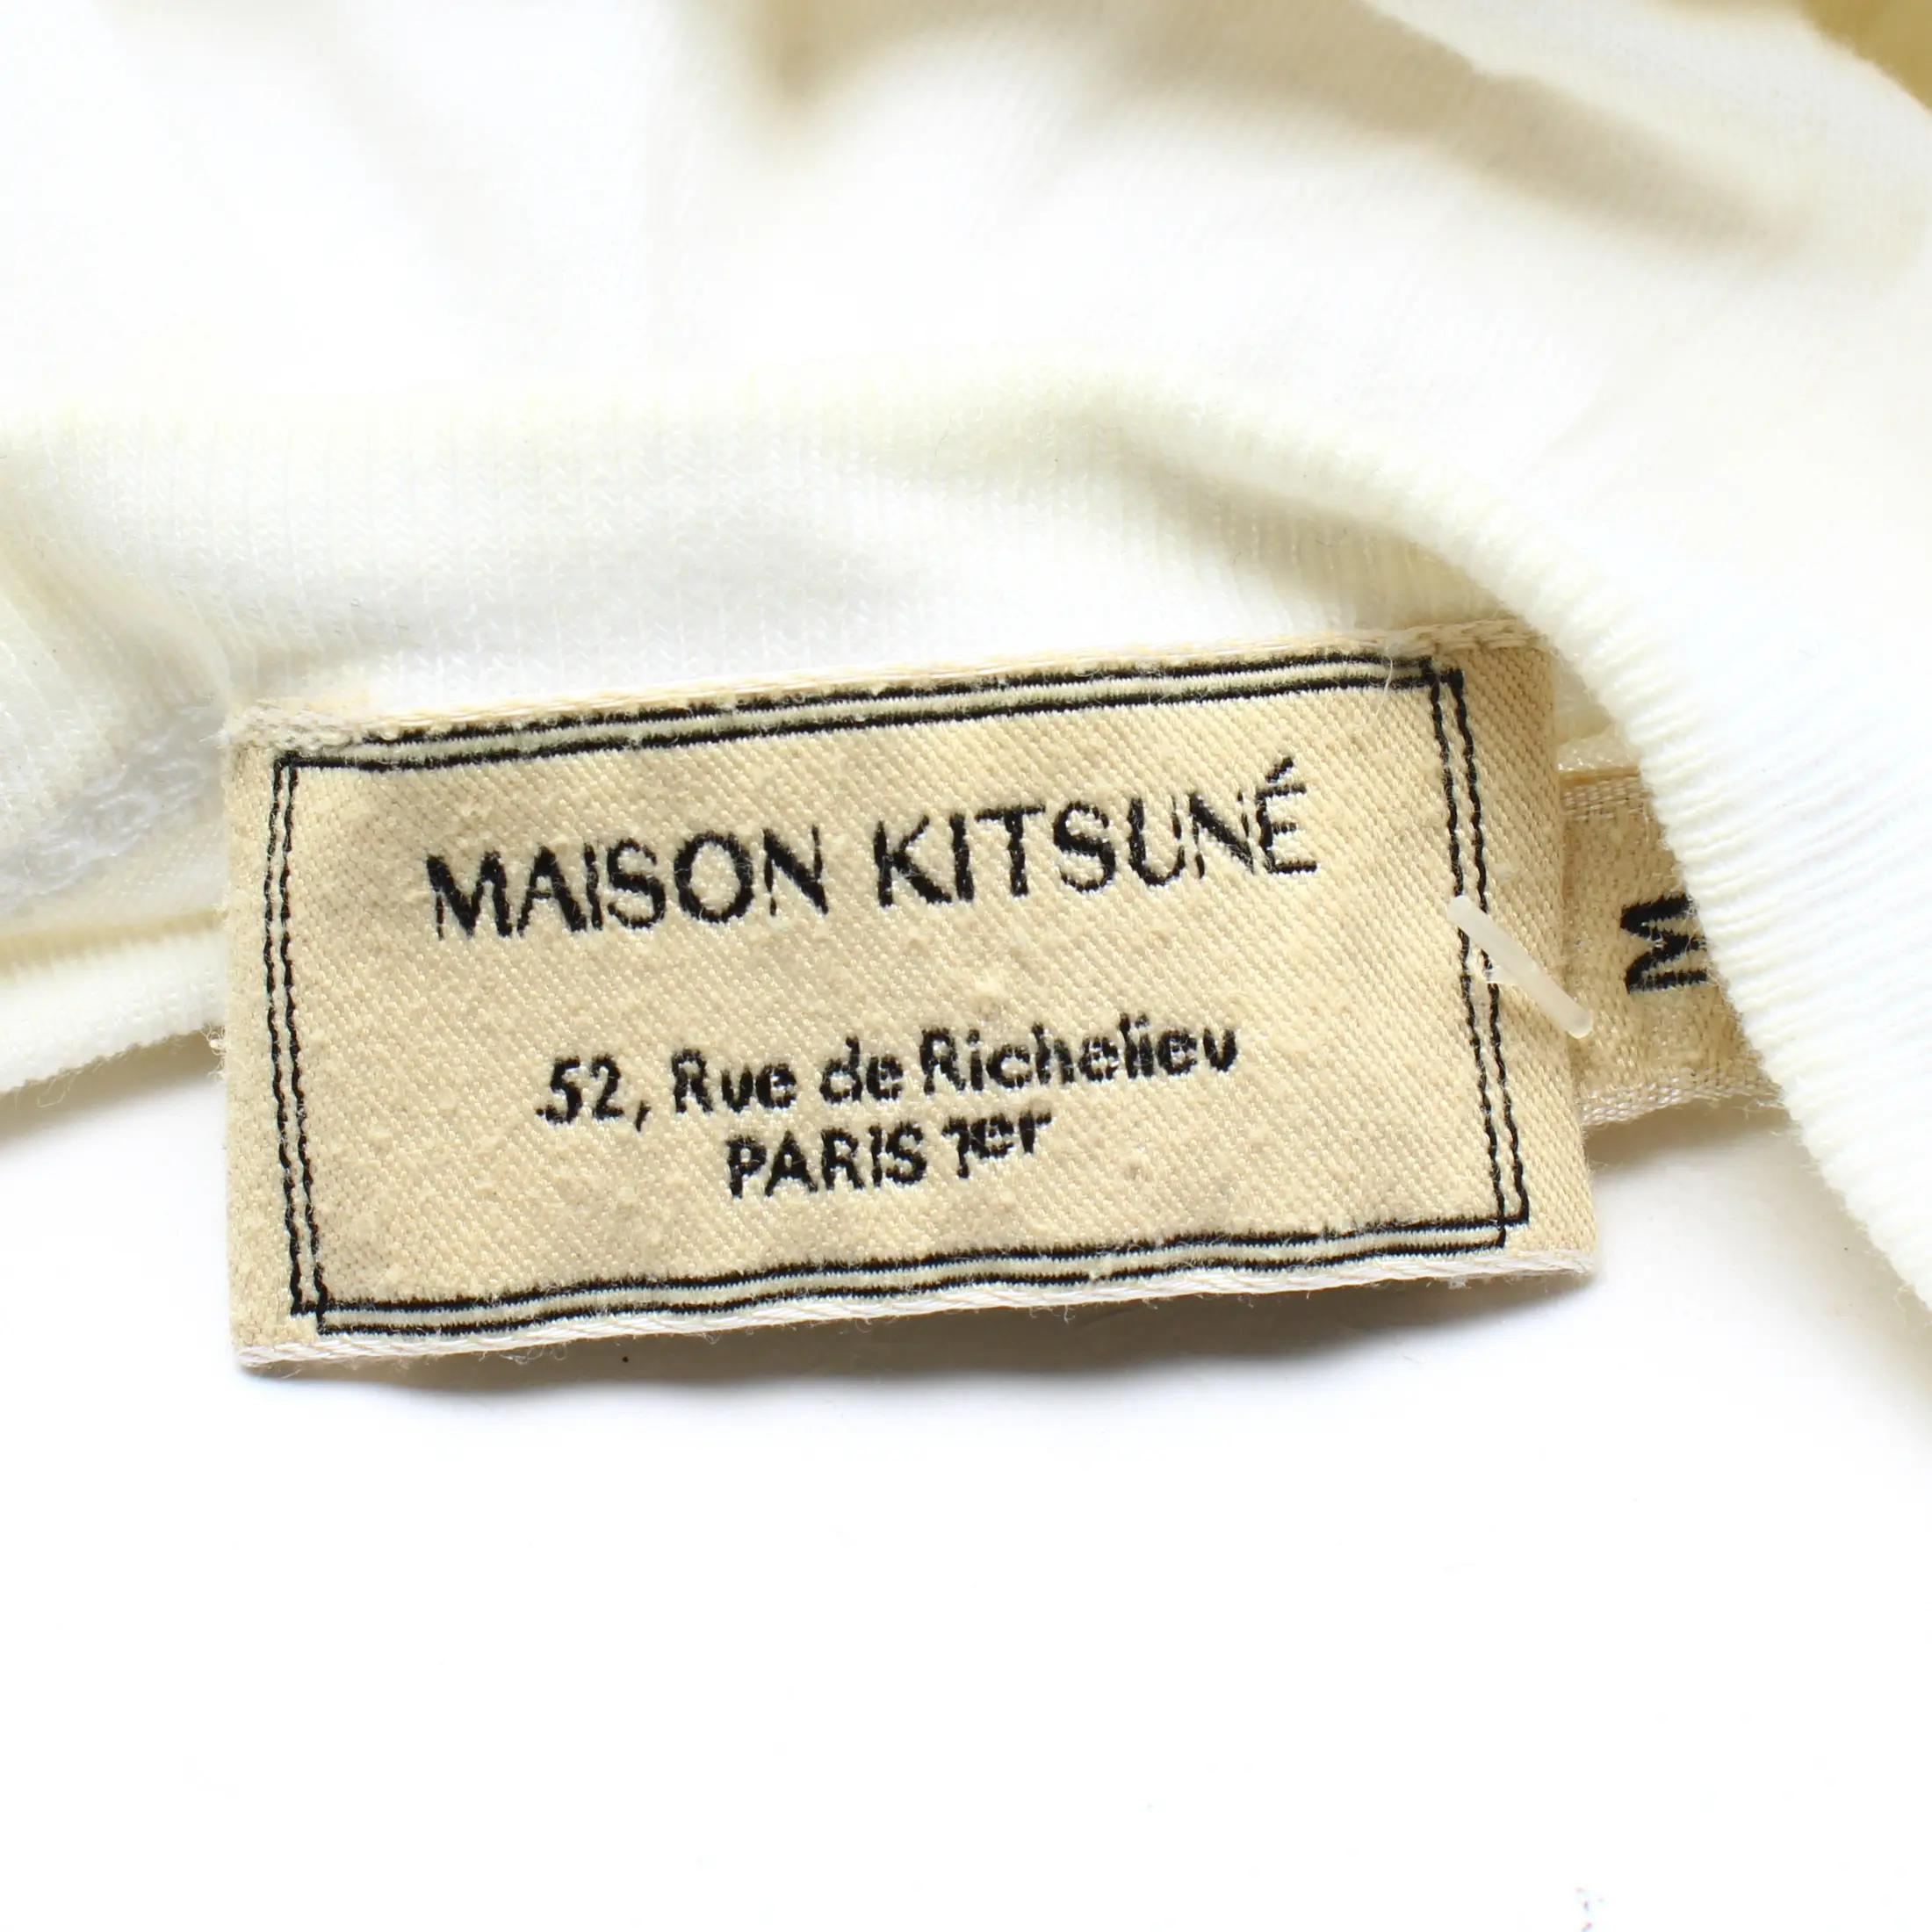 MAISON KITSUNÉ
52, Rue de Richelieu
PARIS 1er
M